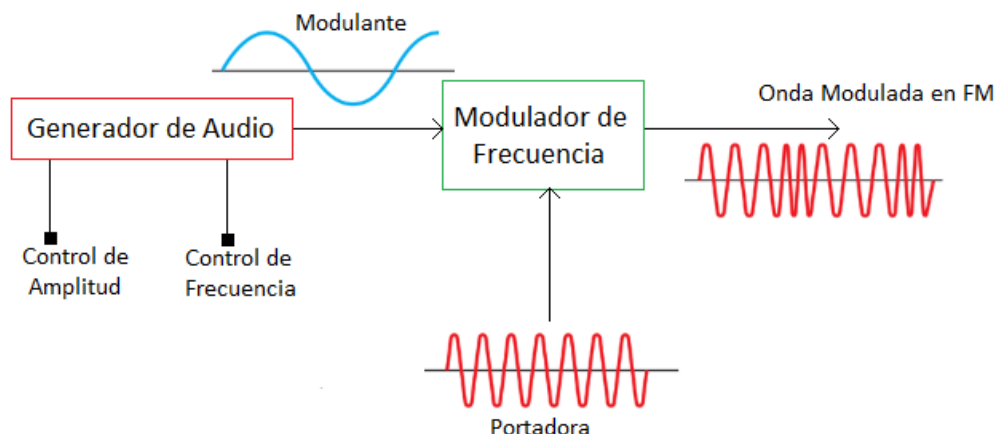 Modulante
Generador de Audio
Modulador de
Frecuencia
Onda Modulada en FM
Control de
Amplitud
Control de
Frecuencia
Portadora